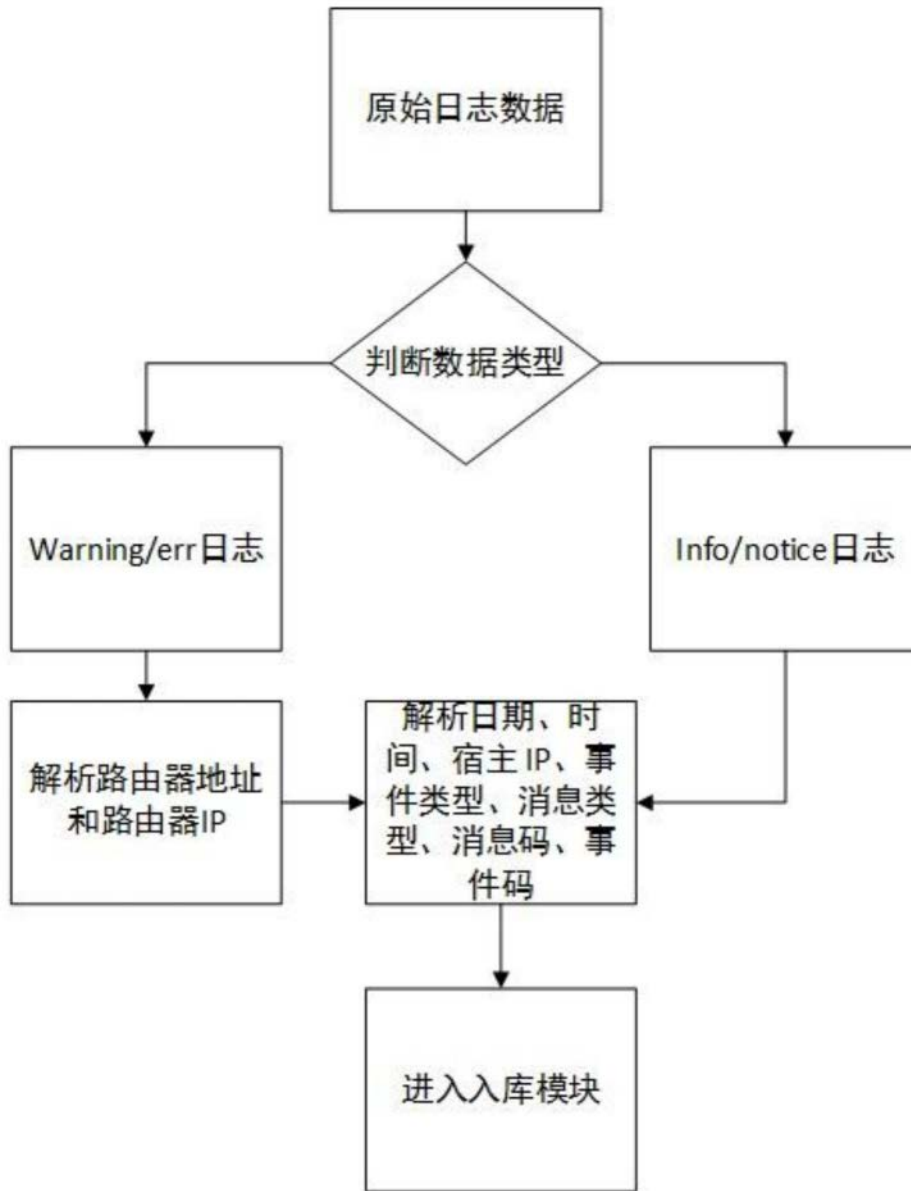 原始日志数据
判断数据类型
Warning/err日志
Info/notice日志
解析路由器地址
和路由器IP
解析日期、时
间、宿主IP、事
件类型、消息类
型、消息码、事
件码
进入入库模块